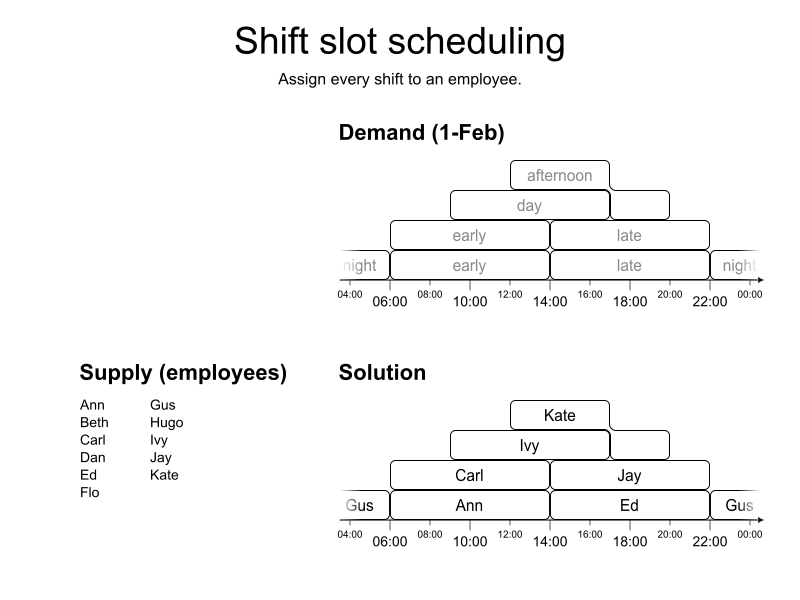 Shift slot scheduling
Assign every shift to an employee.
Demand (1-Feb)
afternoon
day
early late
night early late night
04:00 06:00 08:00 10:00 12:00 14:00 16:00 18:00 20:00 22:00 00:00
Supply (employees)
Ann Gus
Beth Hugo
Carl Ivy
Dan Jay
Ed Kate
Flo
Solution
Kate
Ivy
Carl Jay
Gus Ann Ed Gus
04:00 06:00 08:00 10:00 12:00 14:00 16:00 18:00 20:00 22:00 00:00